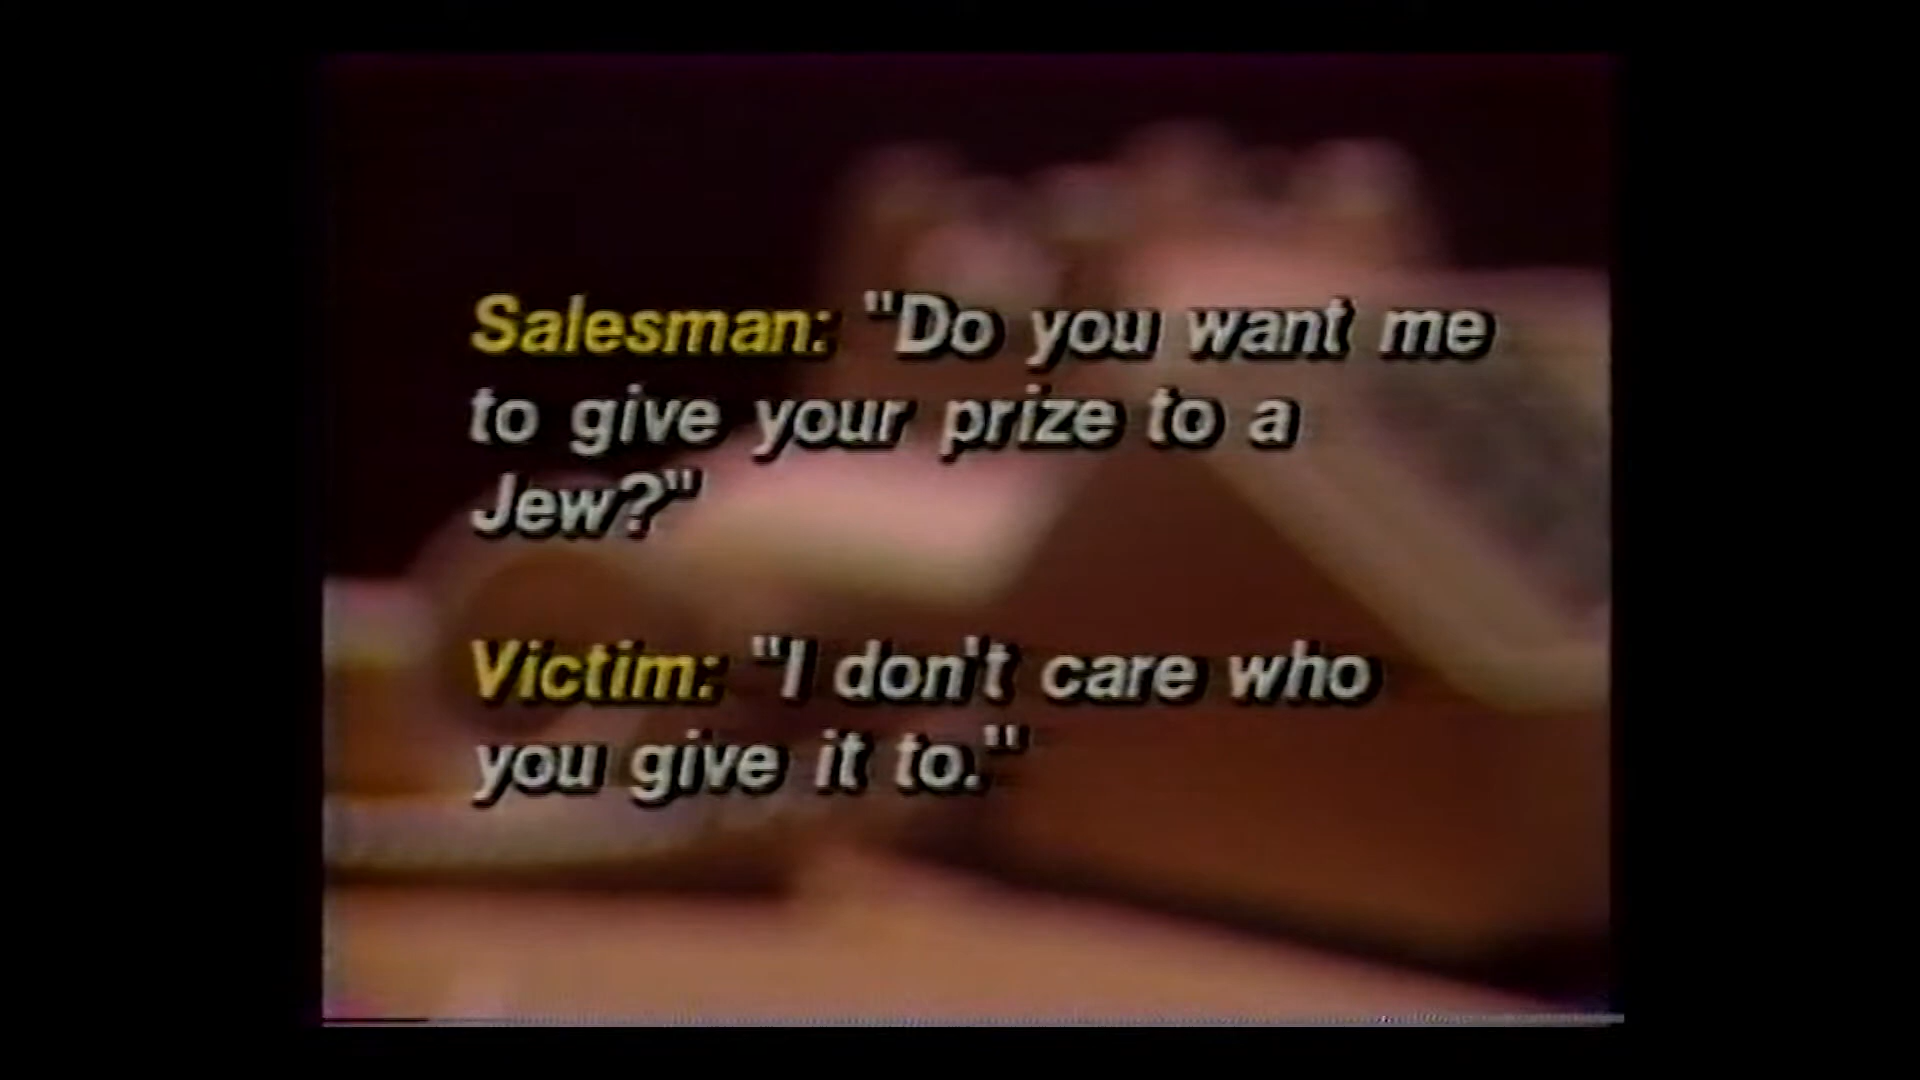 Salesman: "Do you want me
to give your prize to a
Jew?"
Victim: "I don't care who
you give it to."